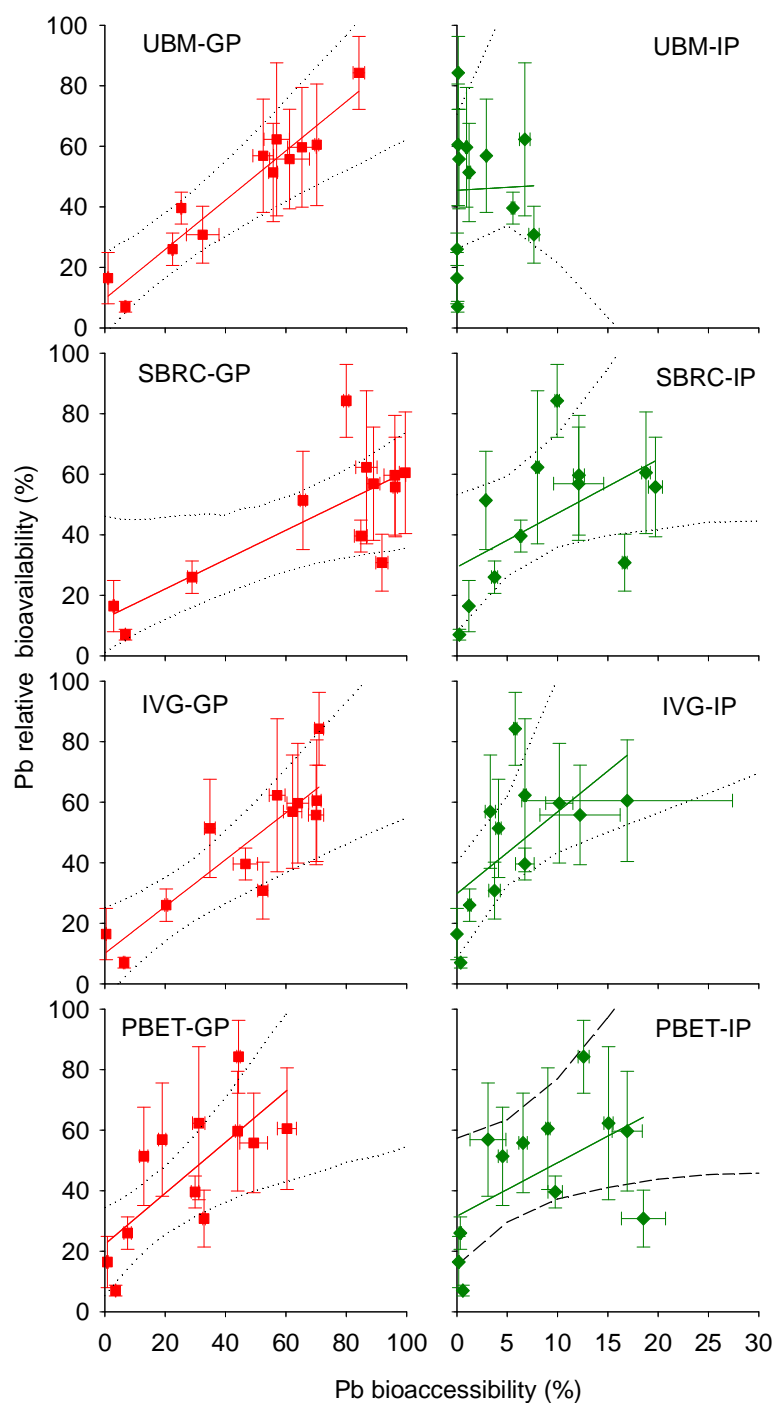 UBM-GP
UBM-IP
100
80
60
40
20
0
SBRC-GP
SBRC-IP
100
80
60
40
20
0
Pb relative bioavailability (%)
IVG-GP
IVG-IP
100
80
60
40
20
0
PBET-GP
PBET-IP
100
80
60
40
20
0
0 20 40 60 80 100
0 5 10 15 20 25 30
Pb bioaccessibility (%)